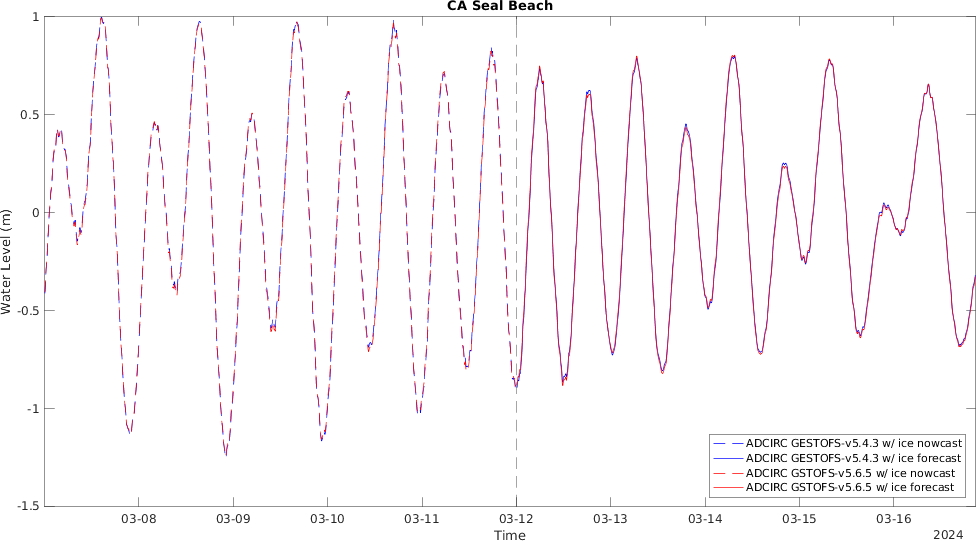 CA Seal Beach
1
0.5
0
-0.5
-1
-1.5
Water Level (m)
03-08 03-09 03-10 03-11 03-12 03-13 03-14 03-15 03-16
Time
2024
ADCIRC GESTOFS-v5.4.3 w/ ice nowcast
ADCIRC GESTOFS-v5.4.3 w/ ice forecast
ADCIRC GSTOFS-v5.6.5 w/ ice nowcast
ADCIRC GSTOFS-v5.6.5 w/ ice forecast